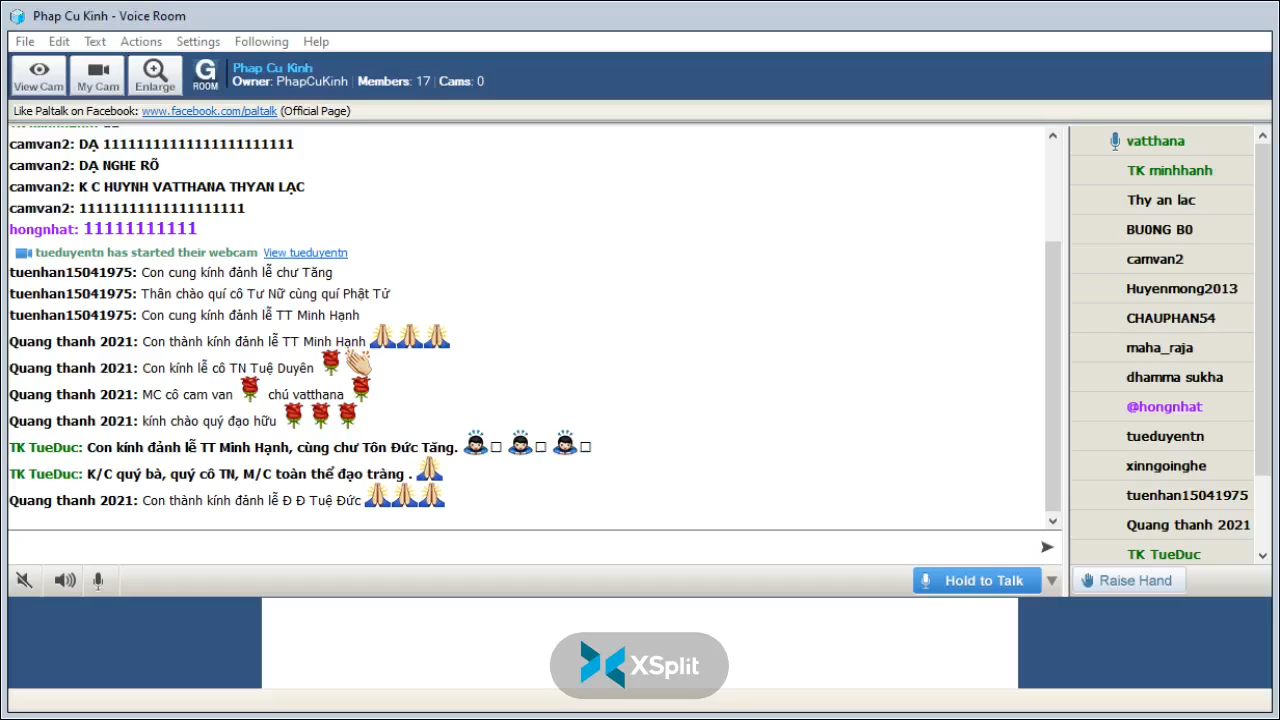 Phap Cu Kinh - Voice Room
File Edit Text Actions Settings Following Help
View Cam My Cam Enlarge G ROOM
Phap Cu Kinh
Owner: PhapCuKinh | Members: 17 | Cams: 0
Like Paltalk on Facebook: www.facebook.com/paltalk (Official Page)
camvan2: DẠ 11111111111111111111111
camvan2: DẠ NGHE RÕ
camvan2: K C HUYNH VATTHANA THYAN LẠC
camvan2: 11111111111111111111
hongnhat: 11111111111
tueduyentn has started their webcam View tueduyentn
tuenhan15041975: Con cung kính đảnh lễ chư Tăng
tuenhan15041975: Thân chào quí cô Tư Nữ cùng quí Phật Tử
tuenhan15041975: Con cung kính đảnh lễ TT Minh Hạnh
Quang thanh 2021: Con thành kính đảnh lễ TT Minh Hạnh
Quang thanh 2021: Con kính lễ cô TN Tuệ Duyên
Quang thanh 2021: MC cô cam van chú vatthana
Quang thanh 2021: kính chào quý đạo hữu
TK TueDuc: Con kính đảnh lễ TT Minh Hạnh, cùng chư Tôn Đức Tăng.
TK TueDuc: K/C quý bà, quý cô TN, M/C toàn thể đạo tràng .
Quang thanh 2021: Con thành kính đảnh lễ Đ Đ Tuệ Đức
vatthana
TK minhhanh
Thy an lac
BU0NG B0
camvan2
Huyenmong2013
CHAUPHAN54
maha_raja
dhamma sukha
@hongnhat
tueduyentn
xinngoinghe
tuenhan15041975
Quang thanh 2021
TK TueDuc
Hold to Talk
Raise Hand
XSplit